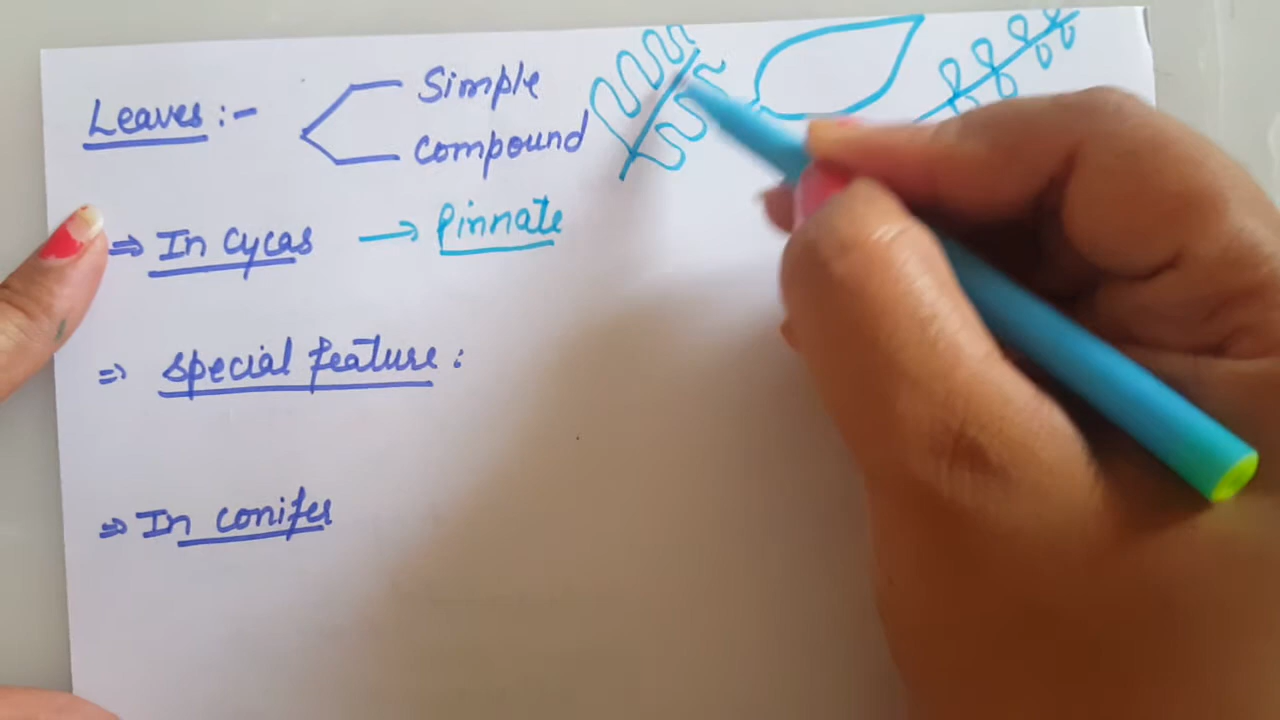 Leaves :-
Simple
compound
⇒ In Cycas → Pinnate
⇒ special feature :
⇒ In conifer